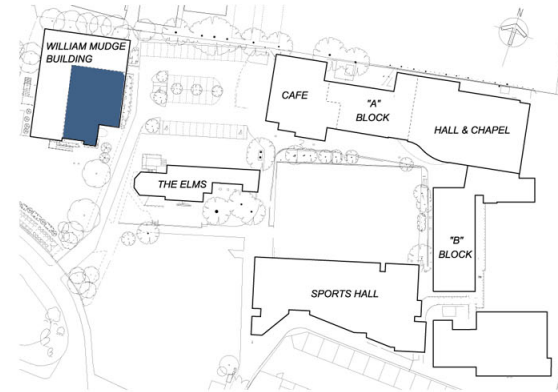 WILLIAM MUDGE
BUILDING
N
CAFE
"A"
BLOCK
HALL & CHAPEL
THE ELMS
"B"
BLOCK
SPORTS HALL